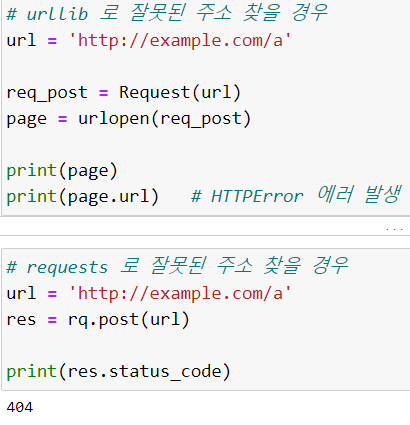 # urllib 로 잘못된 주소 찾을 경우
url = 'http://example.com/a'
req_post = Request(url)
page = urlopen(req_post)
print(page)
print(page.url)   # HTTPError 에러 발생
...
# requests 로 잘못된 주소 찾을 경우
url = 'http://example.com/a'
res = rq.post(url)
print(res.status_code)
404